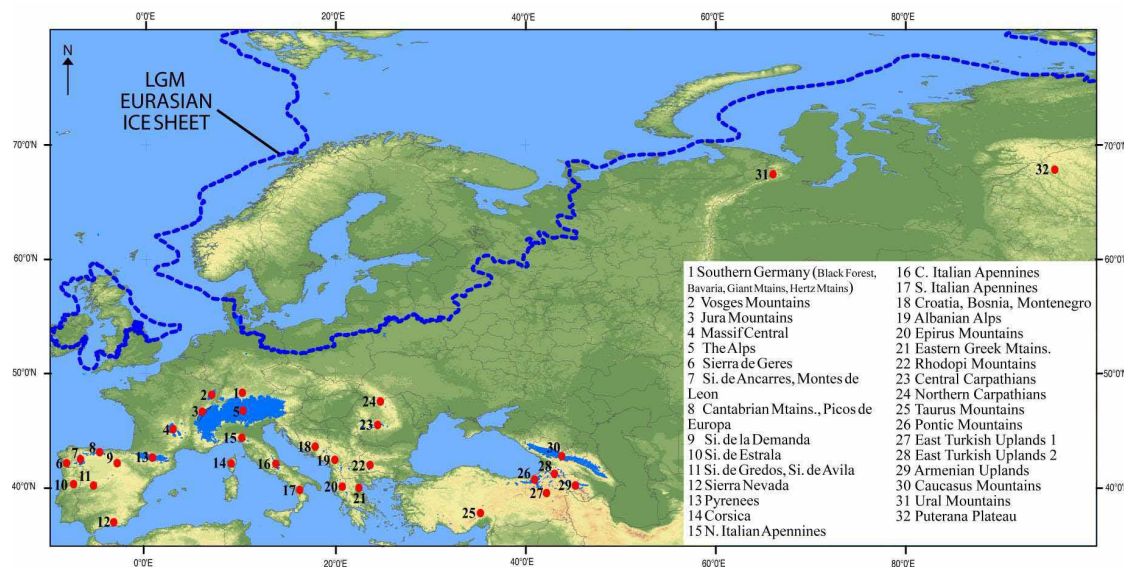 0°0'E 20°0'E 40°0'E 60°0'E 80°0'E
N
LGM
EURASIAN
ICE SHEET
70°0'N 70°0'N
31
32
60°0'N 60°0'N
50°0'N 50°0'N
40°0'N 40°0'N
2 1
3 5
4
24
23
15
18
30
8
7
6 9
13
14 16
19 22
28
26
11
10
17
20
21
27 29
12
25
1 Southern Germany (Black Forest,
Bavaria, Giant Mtains, Hertz Mtains)
2 Vosges Mountains
3 Jura Mountains
4 Massif Central
5 The Alps
6 Sierra de Geres
7 Si. de Ancarres, Montes de
Leon
8 Cantabrian Mtains., Picos de
Europa
9 Si. de la Demanda
10 Si. de Estrala
11 Si. de Gredos, Si. de Avila
12 Sierra Nevada
13 Pyrenees
14 Corsica
15 N. Italian Apennines
16 C. Italian Apennines
17 S. Italian Apennines
18 Croatia, Bosnia, Montenegro
19 Albanian Alps
20 Epirus Mountains
21 Eastern Greek Mtains.
22 Rhodopi Mountains
23 Central Carpathians
24 Northern Carpathians
25 Taurus Mountains
26 Pontic Mountains
27 East Turkish Uplands 1
28 East Turkish Uplands 2
29 Armenian Uplands
30 Caucasus Mountains
31 Ural Mountains
32 Puterana Plateau
0°0'E 20°0'E 40°0'E 60°0'E 80°0'E